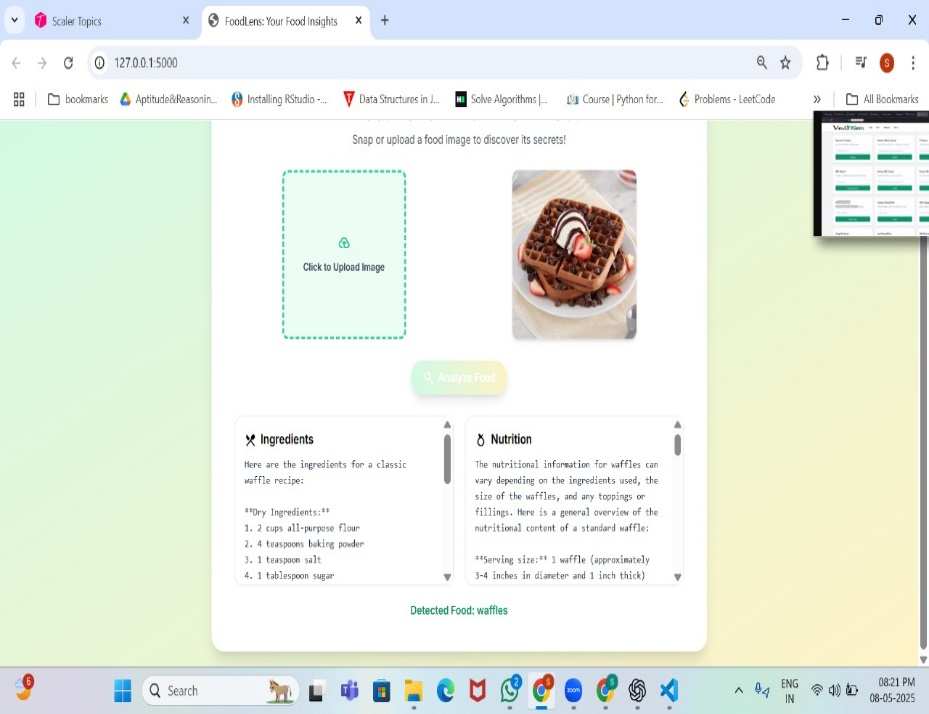 Scaler Topics
FoodLens: Your Food Insights
127.0.0.1:5000
S
bookmarks
Aptitude&Reasonin...
Installing RStudio -...
Data Structures in J...
Solve Algorithms |...
Course | Python for...
Problems - LeetCode
»
All Bookmarks
Snap or upload a food image to discover its secrets!
Click to Upload Image
Analyze Food
Ingredients
Here are the ingredients for a classic
waffle recipe:
**Dry Ingredients:**
1. 2 cups all-purpose flour
2. 4 teaspoons baking powder
3. 1 teaspoon salt
4. 1 tablespoon sugar
Nutrition
The nutritional information for waffles can
vary depending on the ingredients used, the
size of the waffles, and any toppings or
fillings. Here is a general overview of the
nutritional content of a standard waffle:
**Serving size:** 1 waffle (approximately
3-4 inches in diameter and 1 inch thick)
Detected Food: waffles
6
Search
2
S
zoom
S
ENG
IN
08:21 PM
08-05-2025